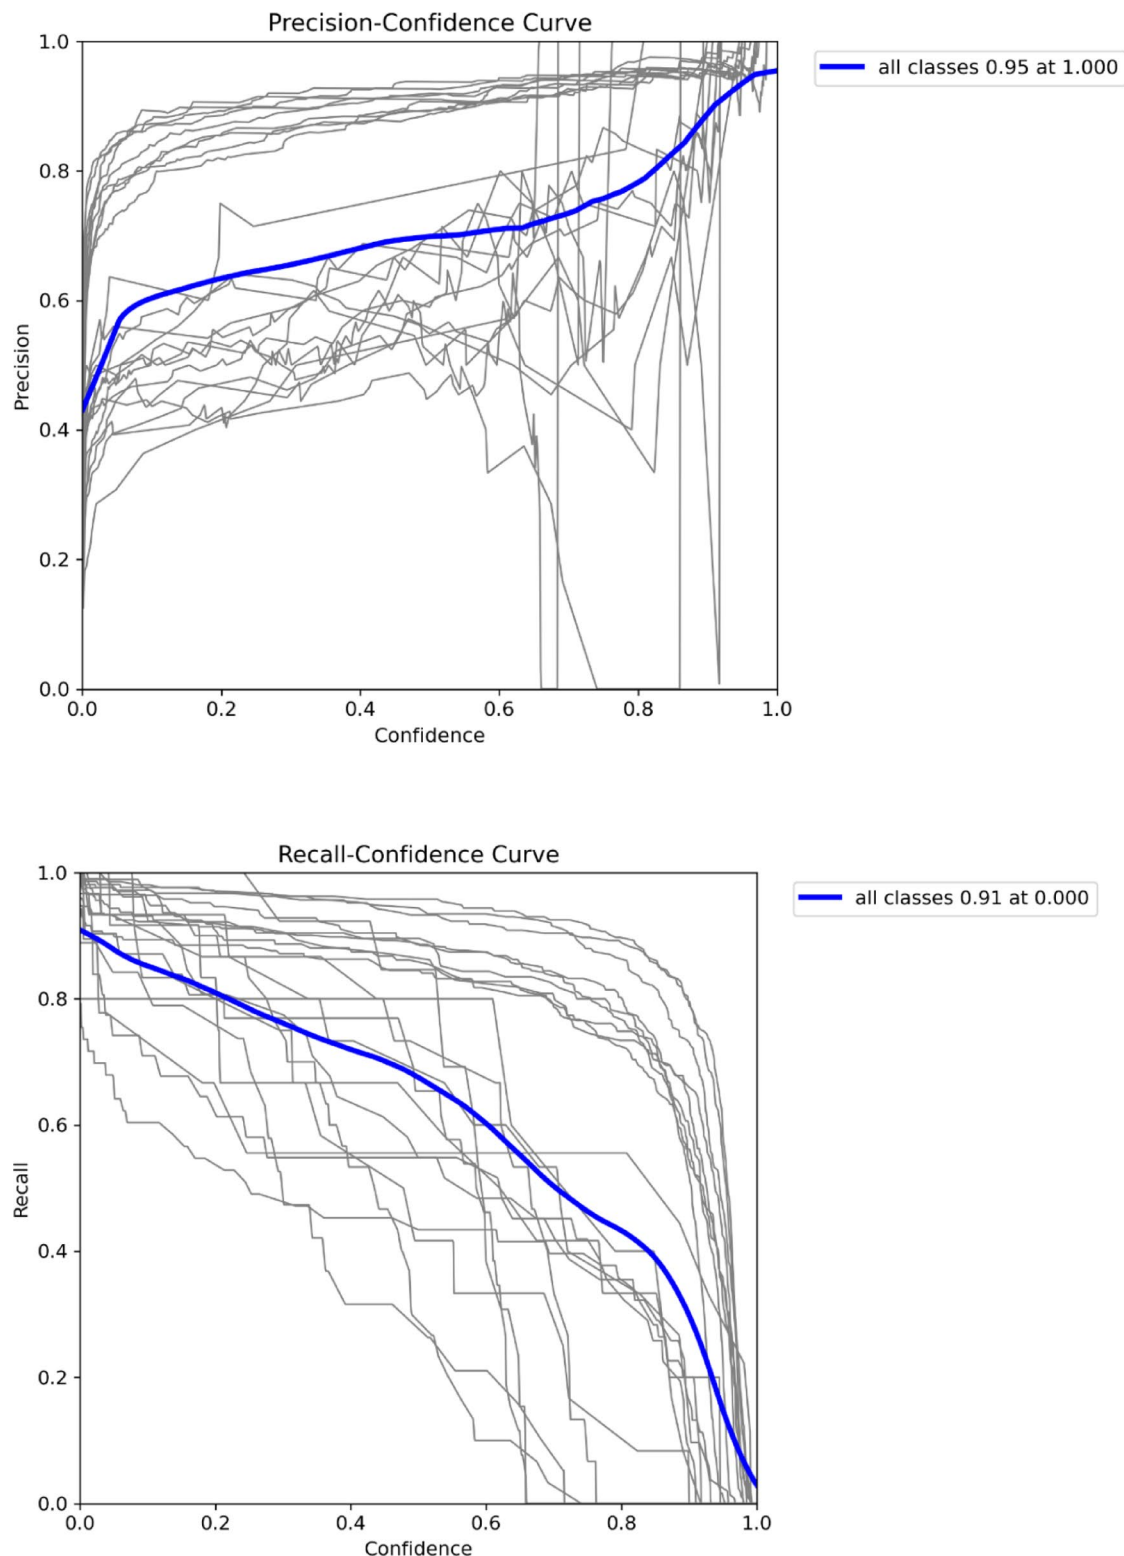 Precision-Confidence Curve
all classes 0.95 at 1.000
1.0
0.8
0.6
0.4
0.2
0.0
Precision
0.0 0.2 0.4 0.6 0.8 1.0
Confidence
Recall-Confidence Curve
all classes 0.91 at 0.000
1.0
0.8
0.6
0.4
0.2
0.0
Recall
0.0 0.2 0.4 0.6 0.8 1.0
Confidence